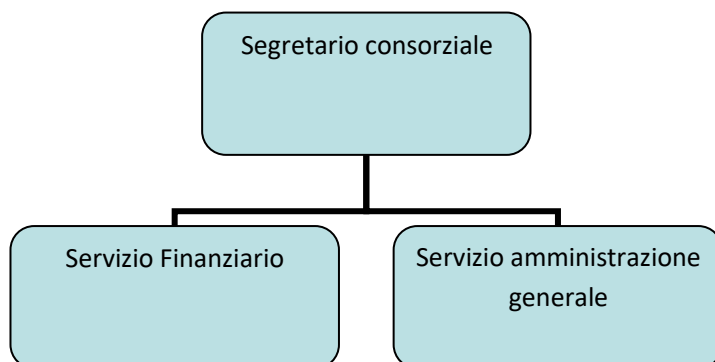 Segretario consorziale
Servizio Finanziario
Servizio amministrazione
generale